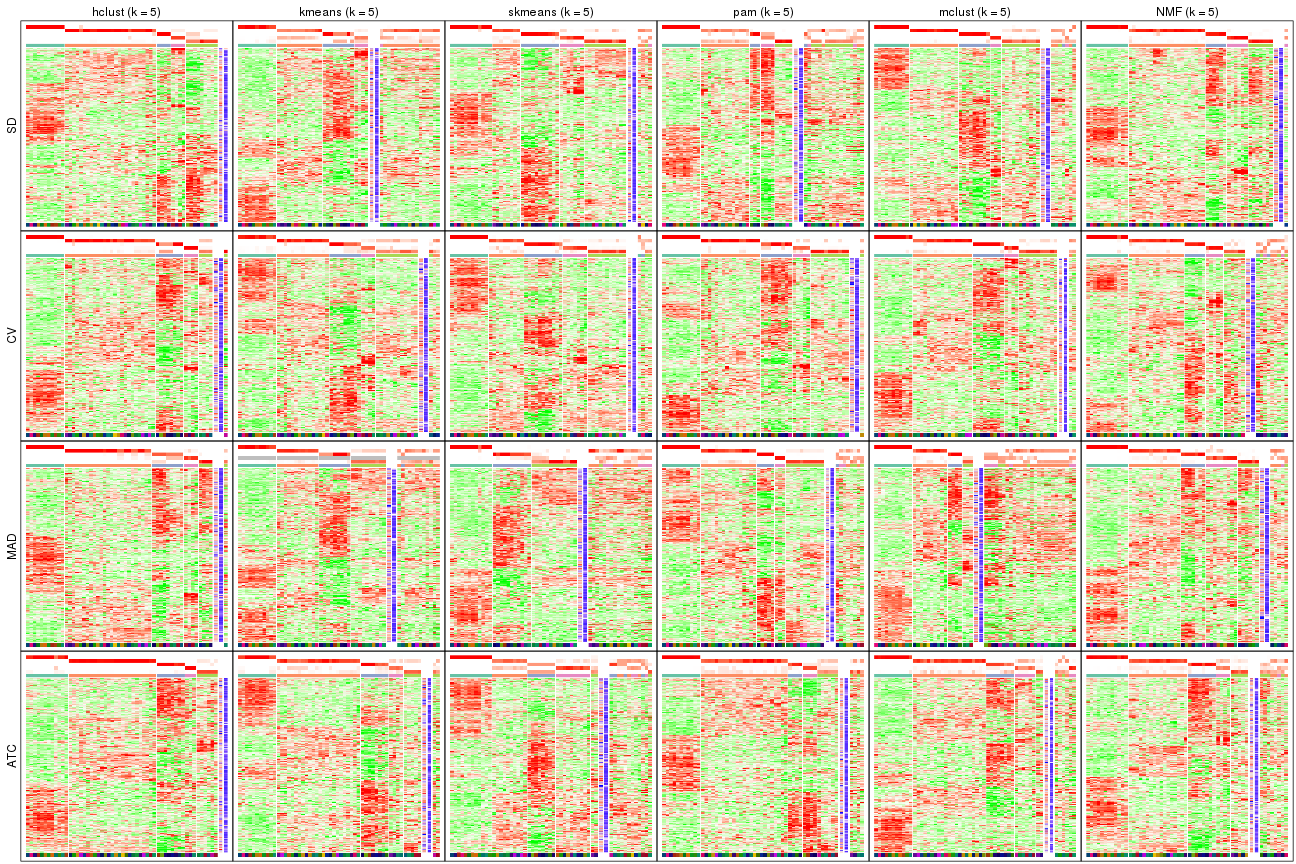 hclust (k = 5)
kmeans (k = 5)
skmeans (k = 5)
pam (k = 5)
mclust (k = 5)
NMF (k = 5)
SD
CV
MAD
ATC